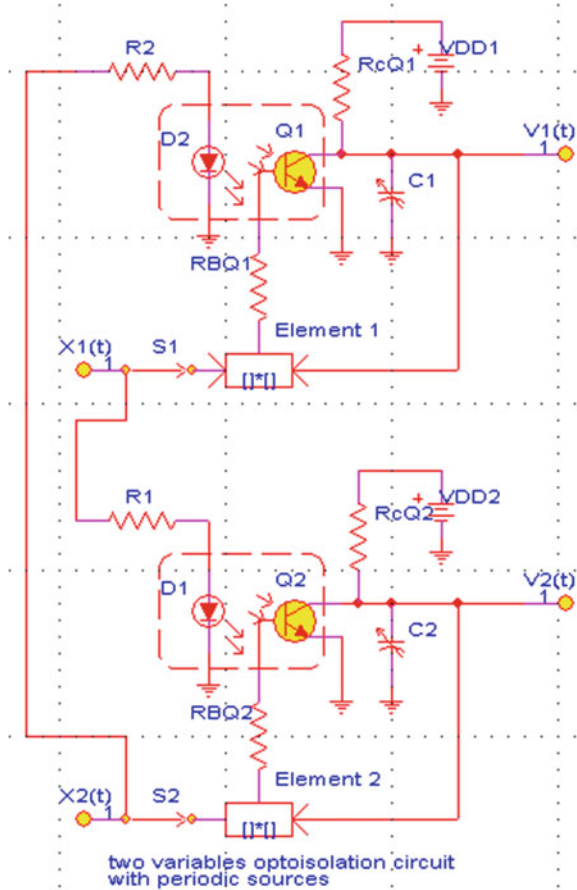 R2
RcQ1
VDD1
+
D2
Q1
V1(t)
1
C1
RBQ1
Element 1
X1(t)
1
S1
[]*[]
R1
RcQ2
VDD2
+
D1
Q2
V2(t)
1
C2
RBQ2
Element 2
X2(t)
1
S2
[]*[]
two variables optoisolation circuit
with periodic sources